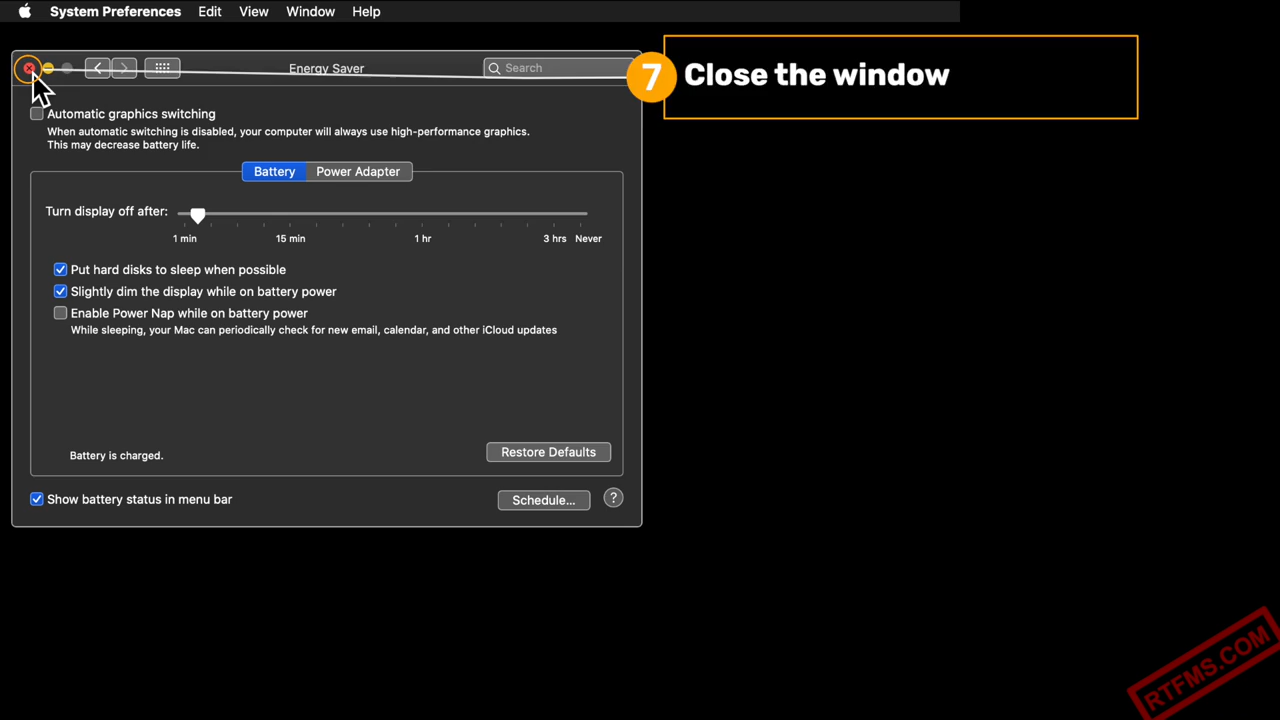 System Preferences Edit View Window Help
Energy Saver
Search
7 Close the window
Automatic graphics switching
When automatic switching is disabled, your computer will always use high-performance graphics.
This may decrease battery life.
Battery Power Adapter
Turn display off after:
1 min 15 min 1 hr 3 hrs Never
Put hard disks to sleep when possible
Slightly dim the display while on battery power
Enable Power Nap while on battery power
While sleeping, your Mac can periodically check for new email, calendar, and other iCloud updates
Battery is charged.
Restore Defaults
Show battery status in menu bar
Schedule... ?
RTFMS.COM